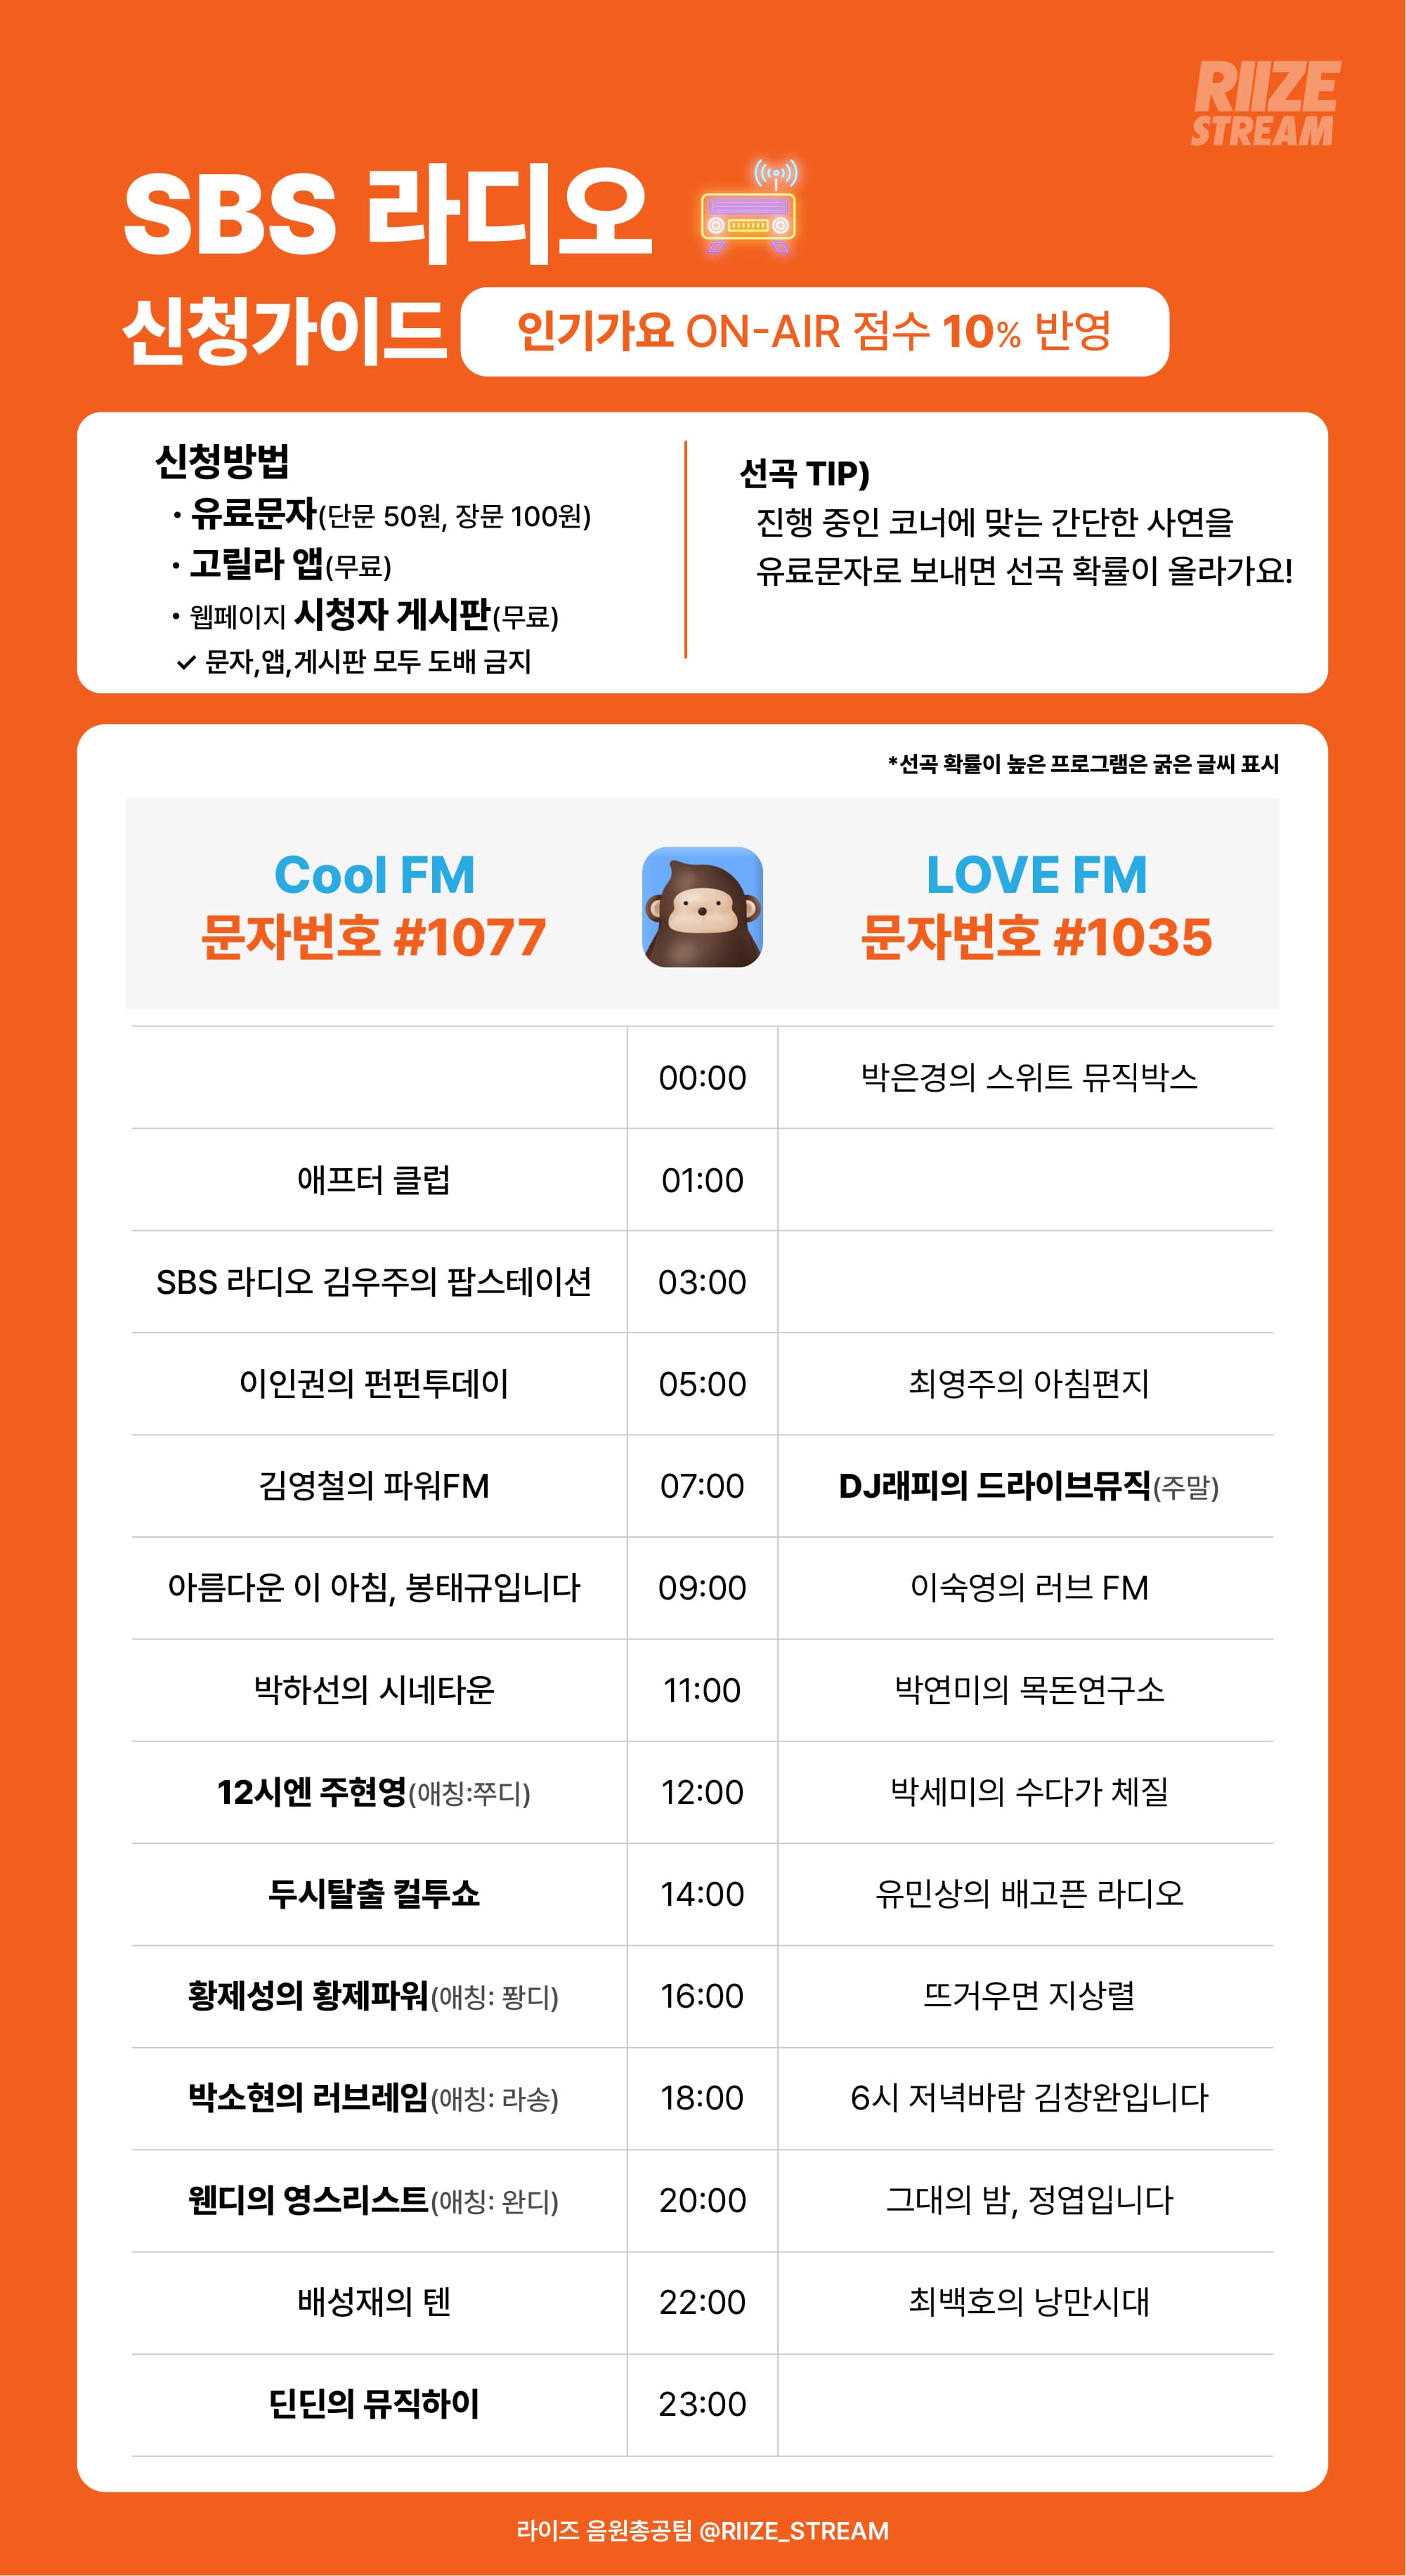 RIIZE
STREAM
SBS 라디오
신청가이드
인기가요 ON-AIR 점수 10% 반영
신청방법
· 유료문자(단문 50원, 장문 100원)
· 고릴라 앱(무료)
· 웹페이지 시청자 게시판(무료)
✓ 문자,앱,게시판 모두 도배 금지
선곡 TIP)
진행 중인 코너에 맞는 간단한 사연을
유료문자로 보내면 선곡 확률이 올라가요!
*선곡 확률이 높은 프로그램은 굵은 글씨 표시
Cool FM
문자번호 #1077
LOVE FM
문자번호 #1035
00:00 박은경의 스위트 뮤직박스
애프터 클럽 01:00
SBS 라디오 김우주의 팝스테이션 03:00
이인권의 펀펀투데이 05:00 최영주의 아침편지
김영철의 파워FM 07:00 DJ래피의 드라이브뮤직(주말)
아름다운 이 아침, 봉태규입니다 09:00 이숙영의 러브 FM
박하선의 시네타운 11:00 박연미의 목돈연구소
12시엔 주현영(애칭:쭈디) 12:00 박세미의 수다가 체질
두시탈출 컬투쇼 14:00 유민상의 배고픈 라디오
황제성의 황제파워(애칭: 퐝디) 16:00 뜨거우면 지상렬
박소현의 러브레임(애칭: 라송) 18:00 6시 저녁바람 김창완입니다
웬디의 영스리스트(애칭: 완디) 20:00 그대의 밤, 정엽입니다
배성재의 텐 22:00 최백호의 낭만시대
딘딘의 뮤직하이 23:00
라이즈 음원총공팀 @RIIZE_STREAM